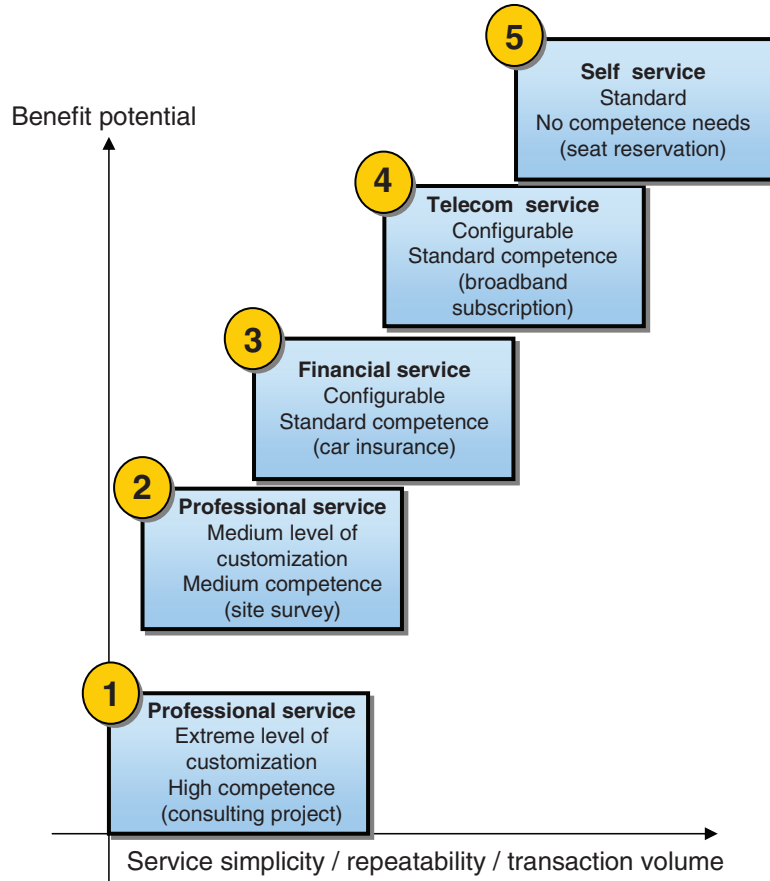 5
Self service
Standard
No competence needs
(seat reservation)
Benefit potential
4
Telecom service
Configurable
Standard competence
(broadband
subscription)
3
Financial service
Configurable
Standard competence
(car insurance)
2
Professional service
Medium level of
customization
Medium competence
(site survey)
1
Professional service
Extreme level of
customization
High competence
(consulting project)
Service simplicity / repeatability / transaction volume